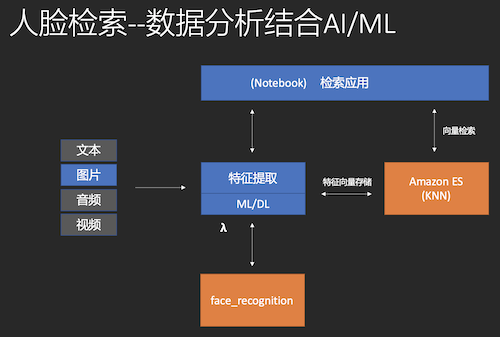 人脸检索--数据分析结合AI/ML
(Notebook) 检索应用
向量检索
文本
图片
音频
视频
特征提取
ML/DL
λ
特征向量存储
Amazon ES
(KNN)
face_recognition